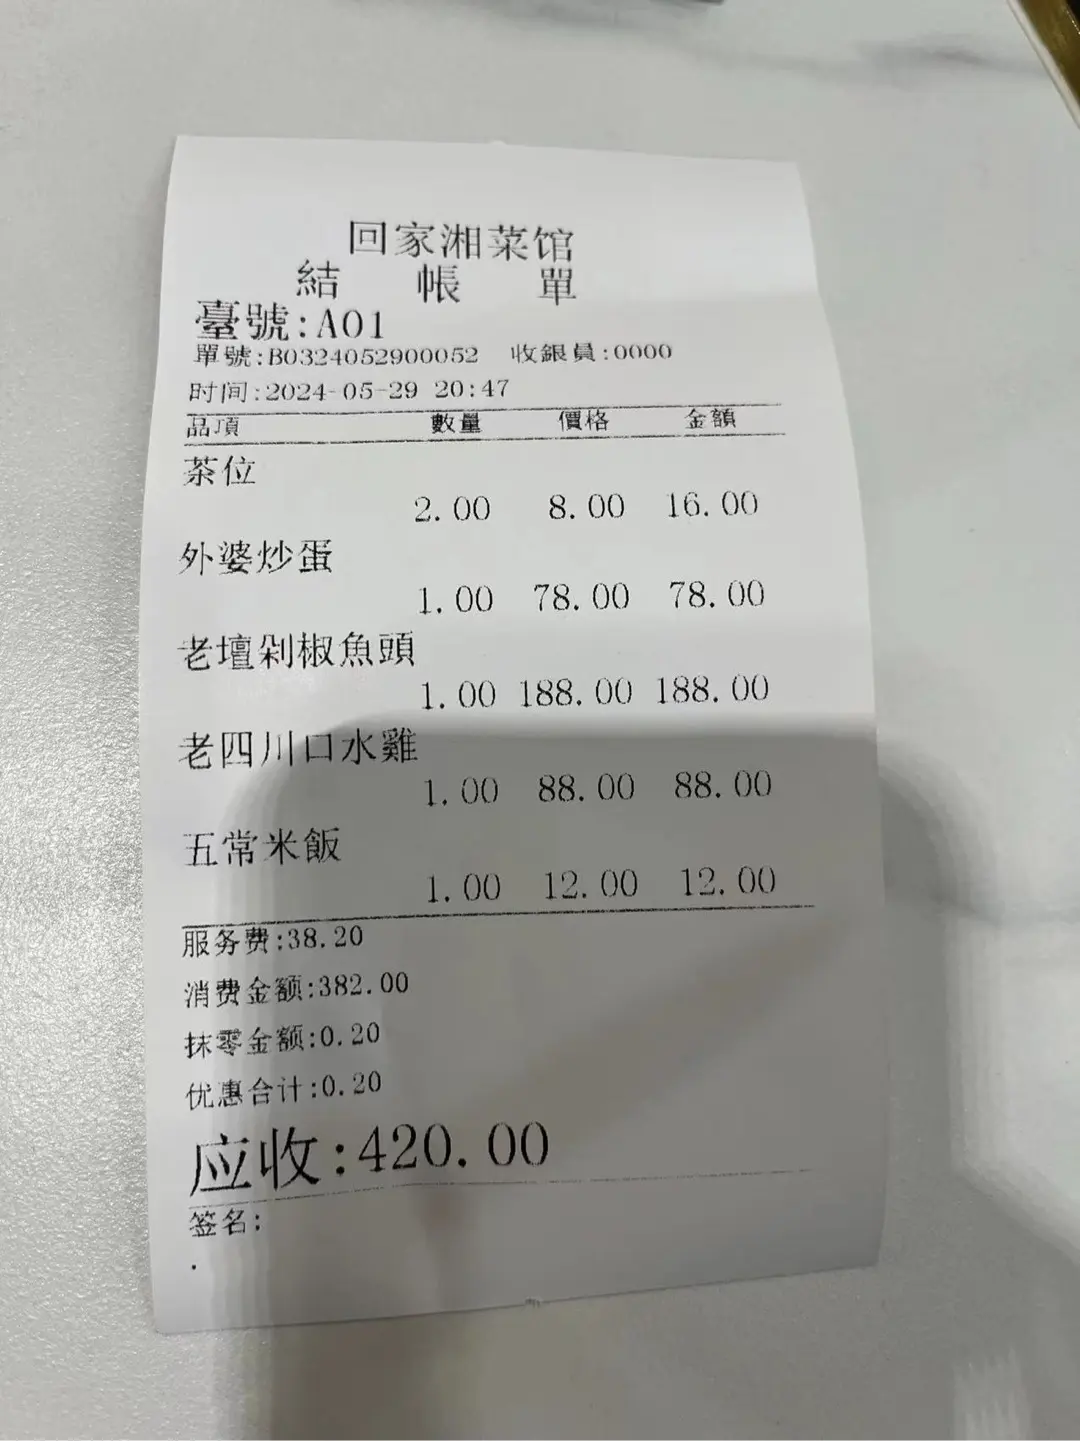 回家湘菜馆
結 帳 單
臺號:A01
單號:B0324052900052 收銀員:0000
时间:2024-05-29 20:47
品項 數量 價格 金額
茶位
2.00 8.00 16.00
外婆炒蛋
1.00 78.00 78.00
老壇剁椒魚頭
1.00 188.00 188.00
老四川口水雞
1.00 88.00 88.00
五常米飯
1.00 12.00 12.00
服务费:38.20
消费金额:382.00
抹零金额:0.20
优惠合计:0.20
应收:420.00
签名:
.